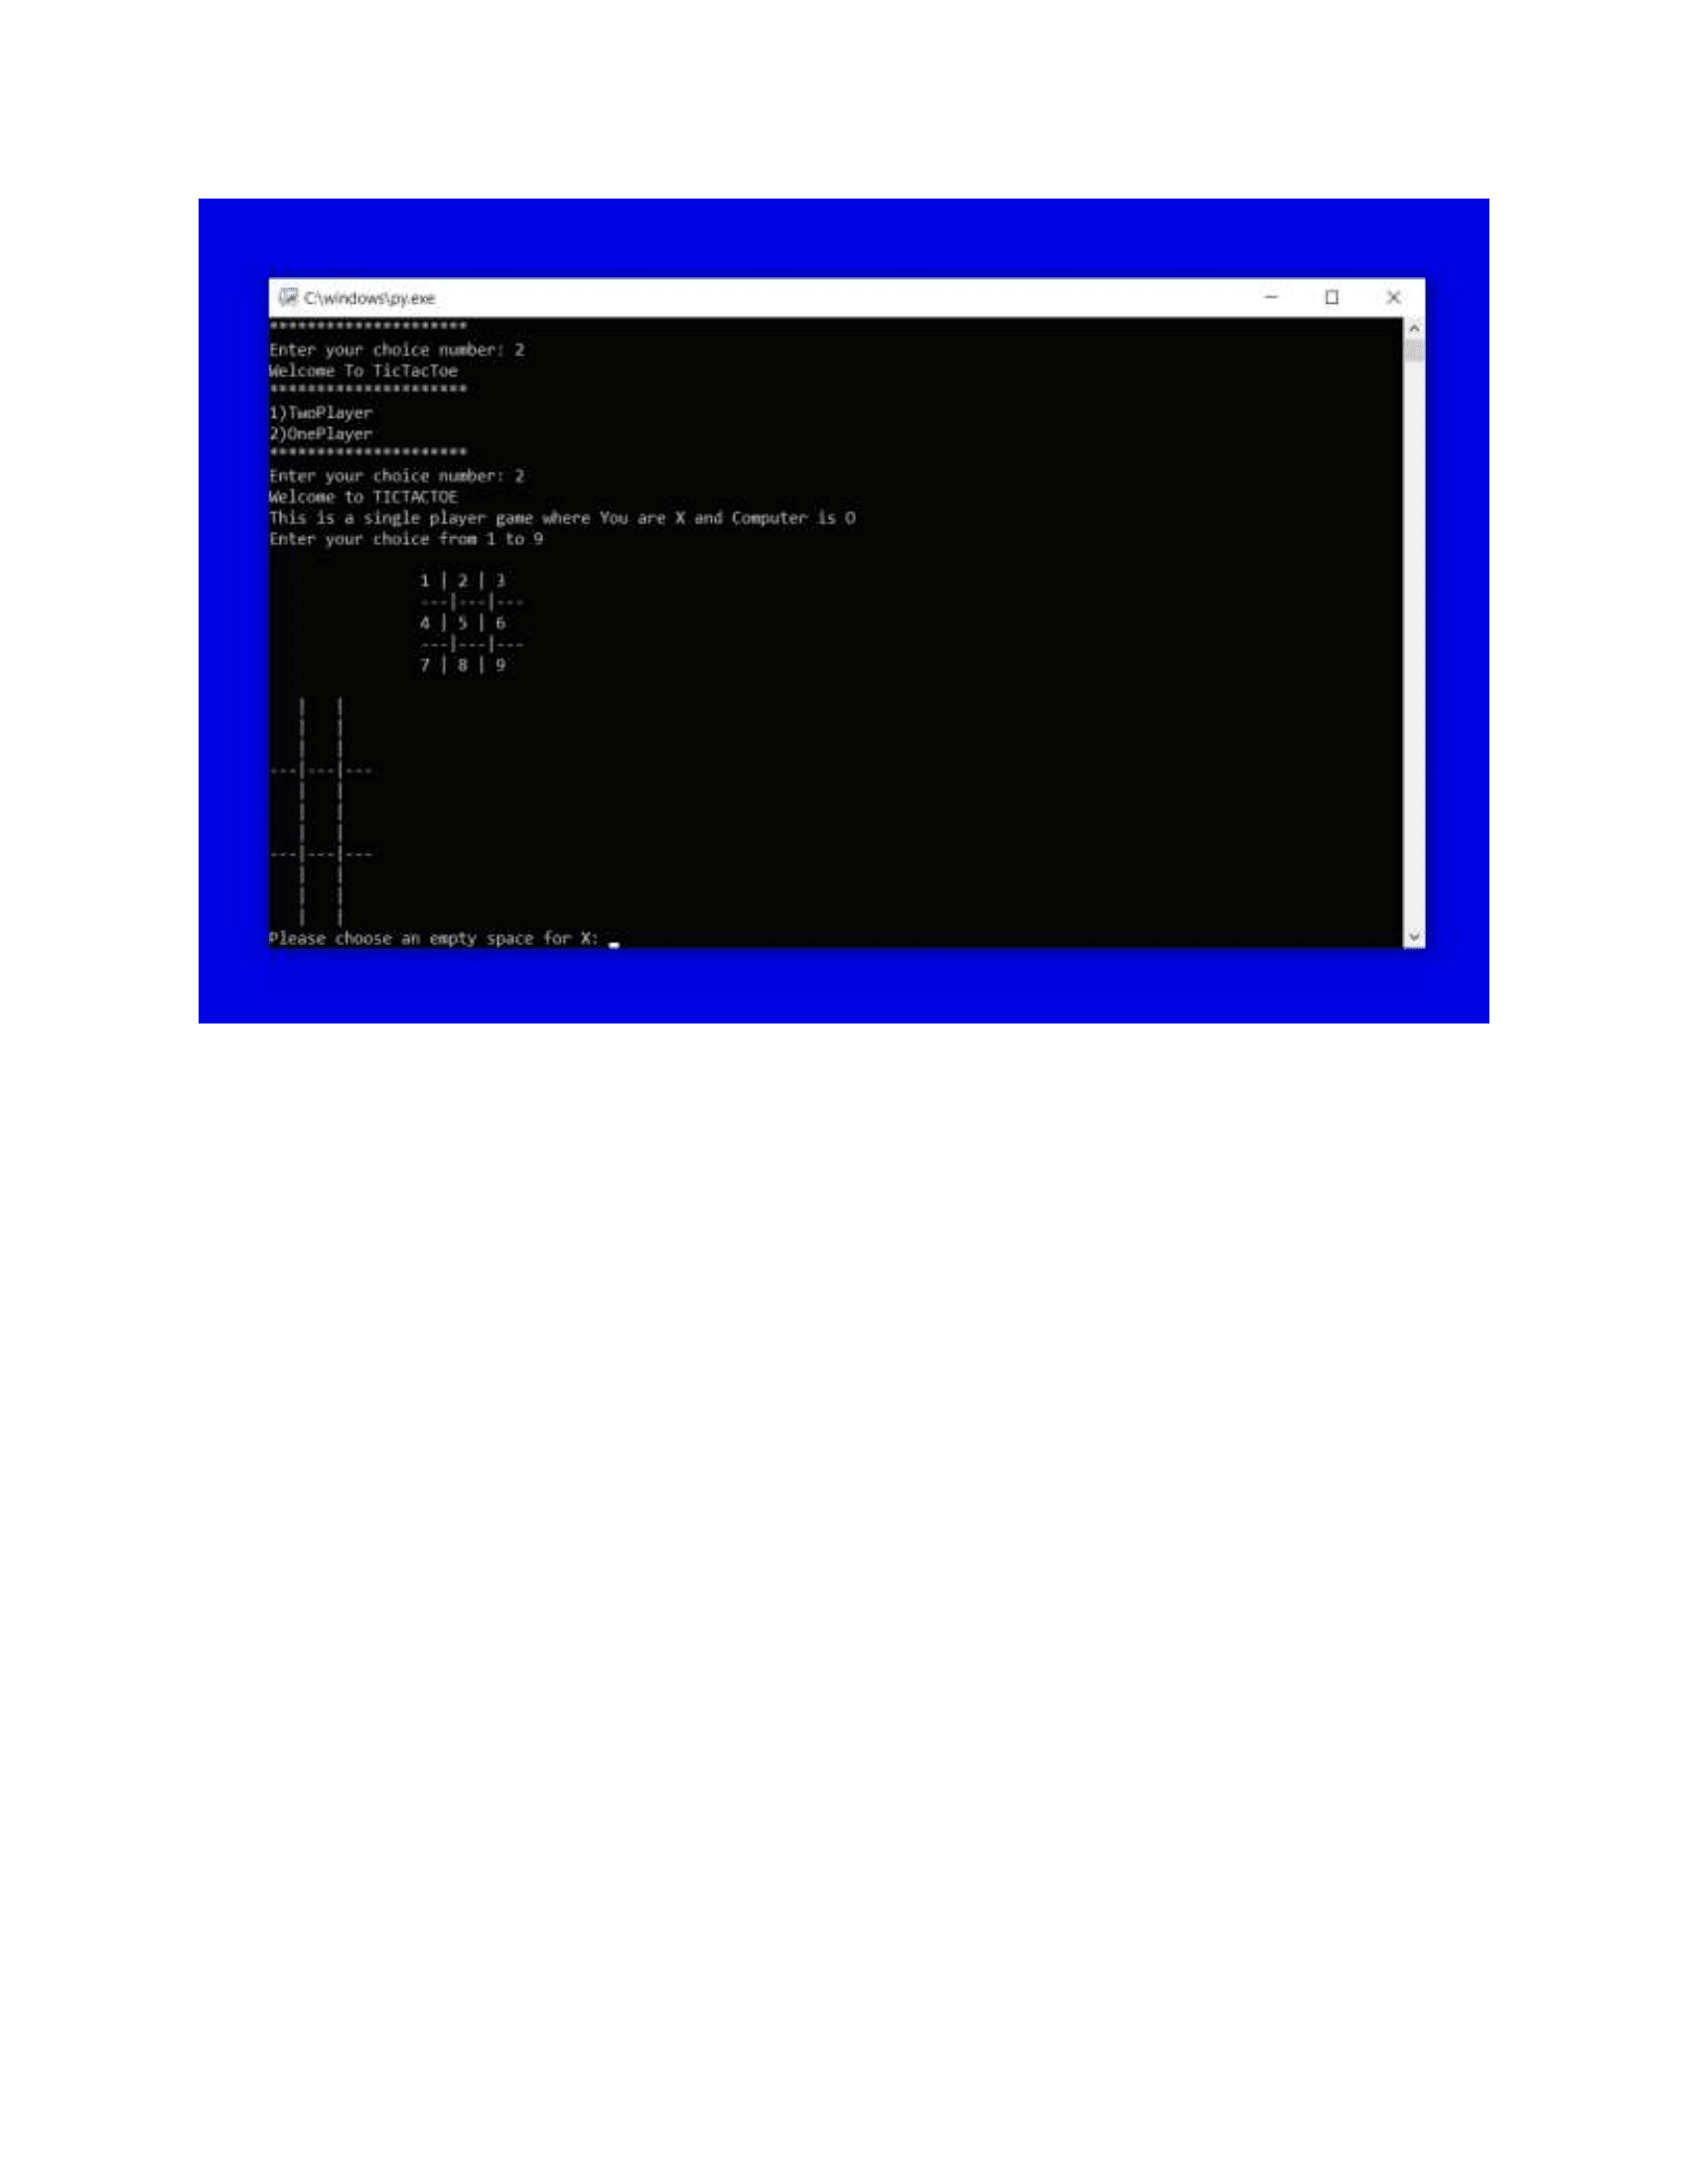 C:\windows\py.exe
*********************
Enter your choice number: 2
Welcome To TicTacToe
*********************
1)TwoPlayer
2)OnePlayer
*********************
Enter your choice number: 2
Welcome to TICTACTOE
This is a single player game where You are X and Computer is O
Enter your choice from 1 to 9
1 | 2 | 3
---|---|---
4 | 5 | 6
---|---|---
7 | 8 | 9
   |   |
   |   |
   |   |
---|---|---
   |   |
   |   |
   |   |
---|---|---
   |   |
   |   |
   |   |
Please choose an empty space for X: